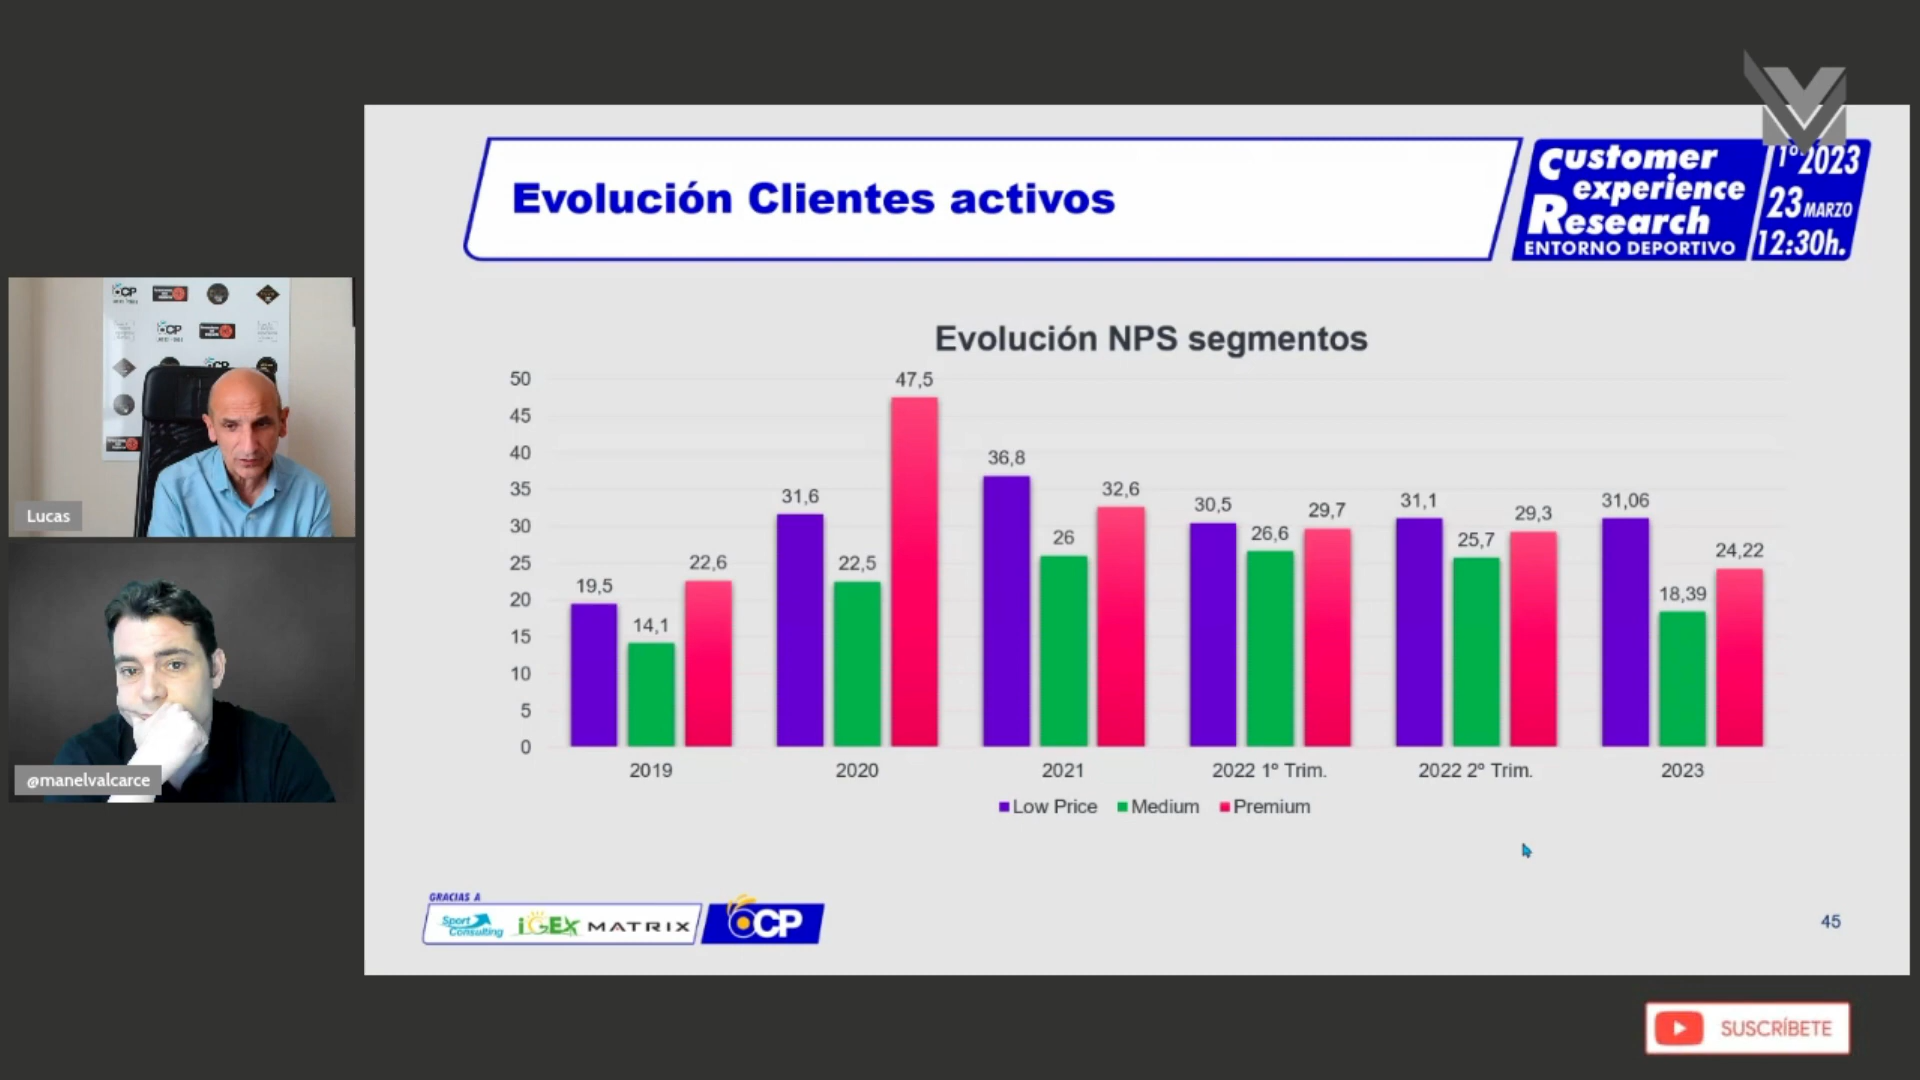 Evolución Clientes activos
Customer
experience
Research
ENTORNO DEPORTIVO
1º2023
23 MARZO
12:30h.
Evolución NPS segmentos
50
45
40
35
30
25
20
15
10
5
0
19,5
14,1
22,6
31,6
22,5
47,5
36,8
26
32,6
30,5
26,6
29,7
31,1
25,7
29,3
31,06
18,39
24,22
2019
2020
2021
2022 1º Trim.
2022 2º Trim.
2023
Low Price
Medium
Premium
Lucas
@manelvalcarce
GRACIAS A
Sport
Consulting
iGEX
MATRIX
CP
45
SUSCRÍBETE